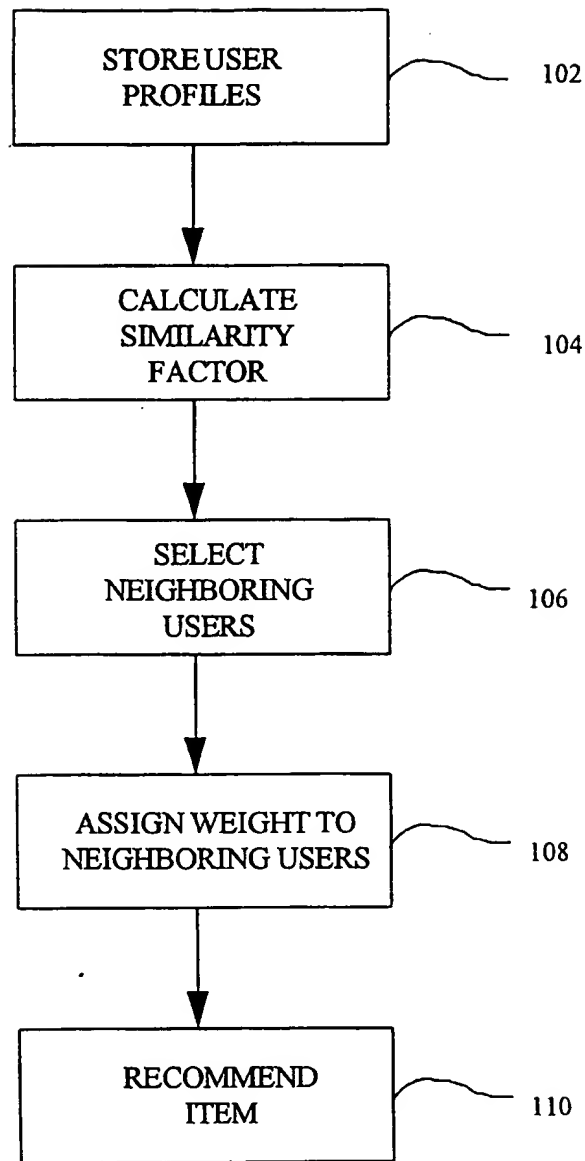 STORE USER
PROFILES
102
CALCULATE
SIMILARITY
FACTOR
104
SELECT
NEIGHBORING
USERS
106
ASSIGN WEIGHT TO
NEIGHBORING USERS
108
RECOMMEND
ITEM
110